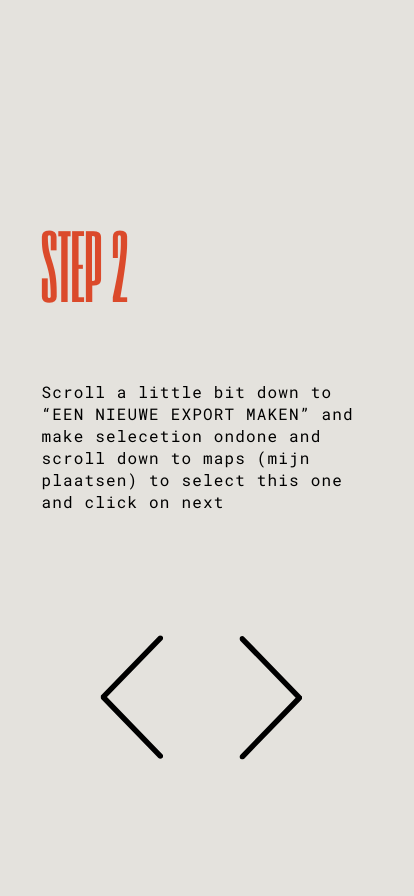 STEP 2
Scroll a little bit down to
“EEN NIEUWE EXPORT MAKEN” and
make selecetion ondone and
scroll down to maps (mijn
plaatsen) to select this one
and click on next